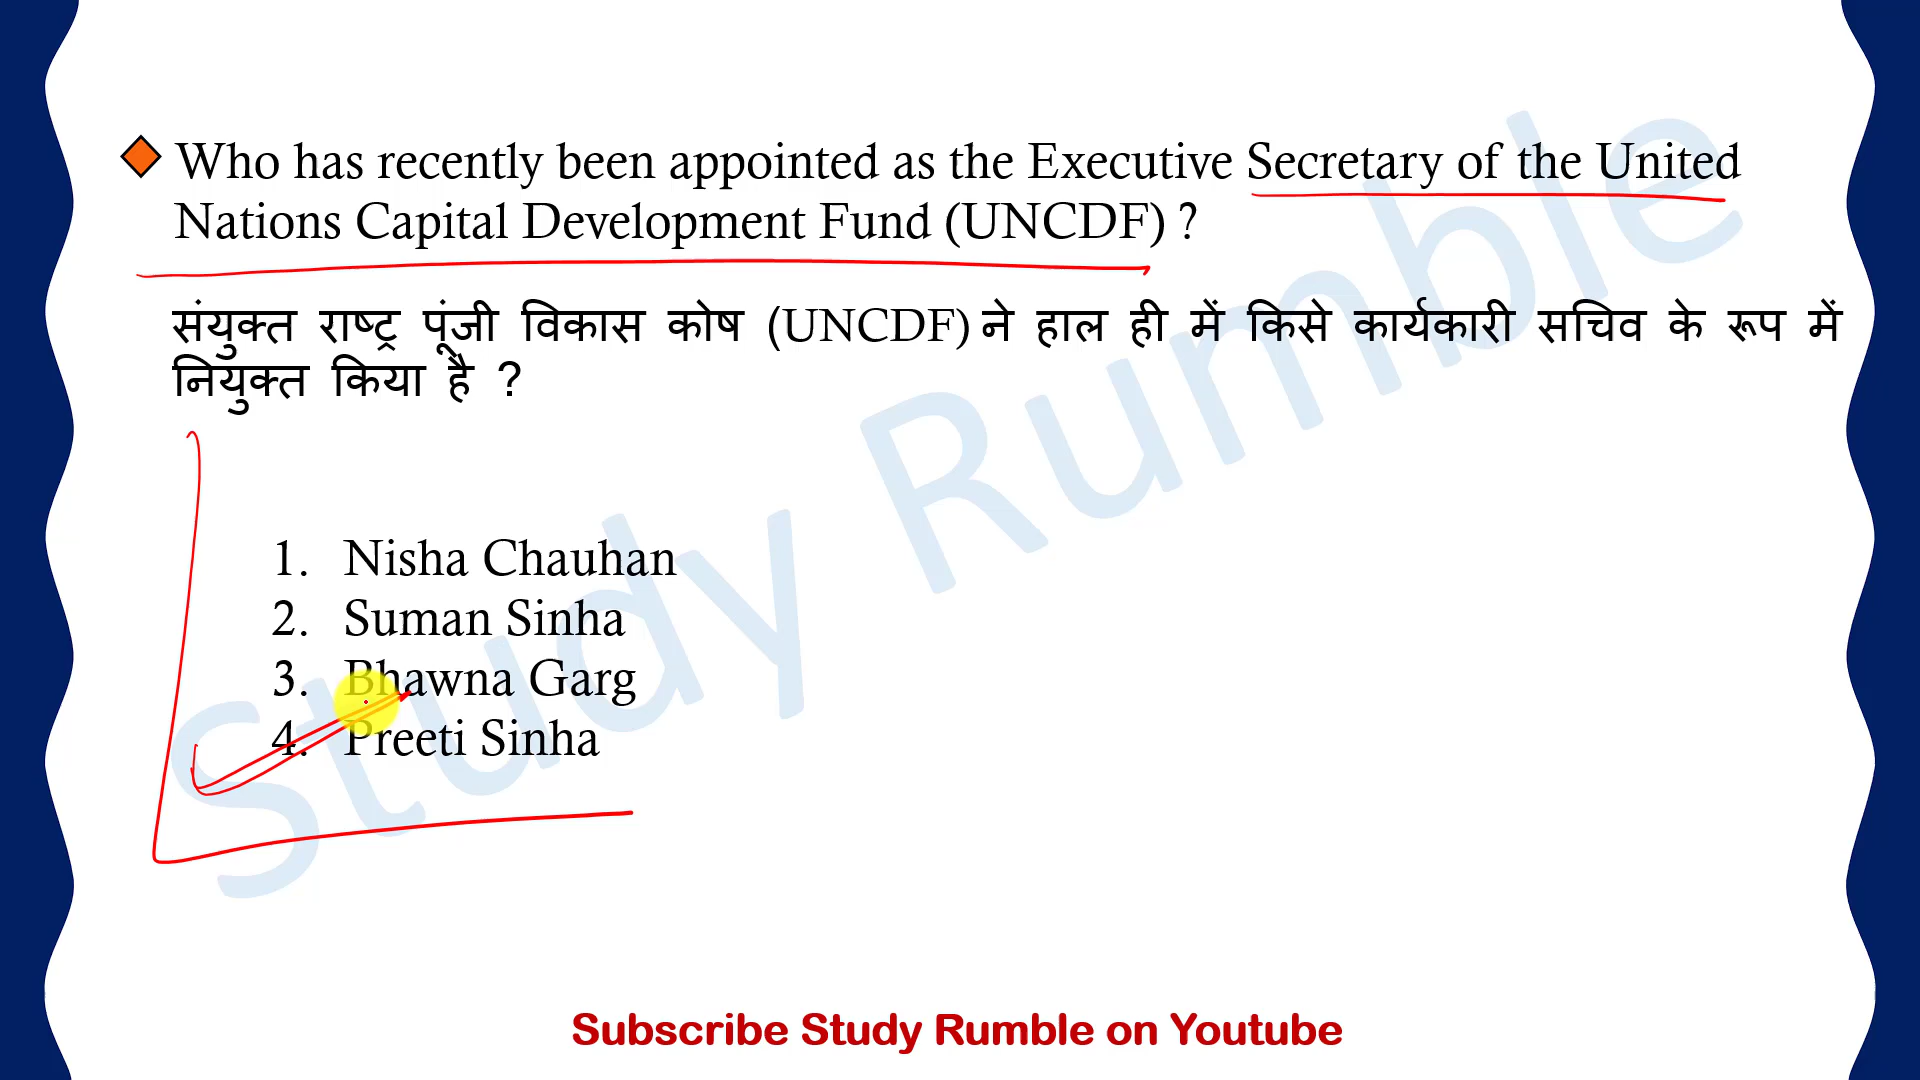 Who has recently been appointed as the Executive Secretary of the United
Nations Capital Development Fund (UNCDF) ?
संयुक्त राष्ट्र पूंजी विकास कोष (UNCDF) ने हाल ही में किसे कार्यकारी सचिव के रूप में
नियुक्त किया है ?
1. Nisha Chauhan
2. Suman Sinha
3. Bhawna Garg
4. Preeti Sinha
Study Rumble
Subscribe Study Rumble on Youtube